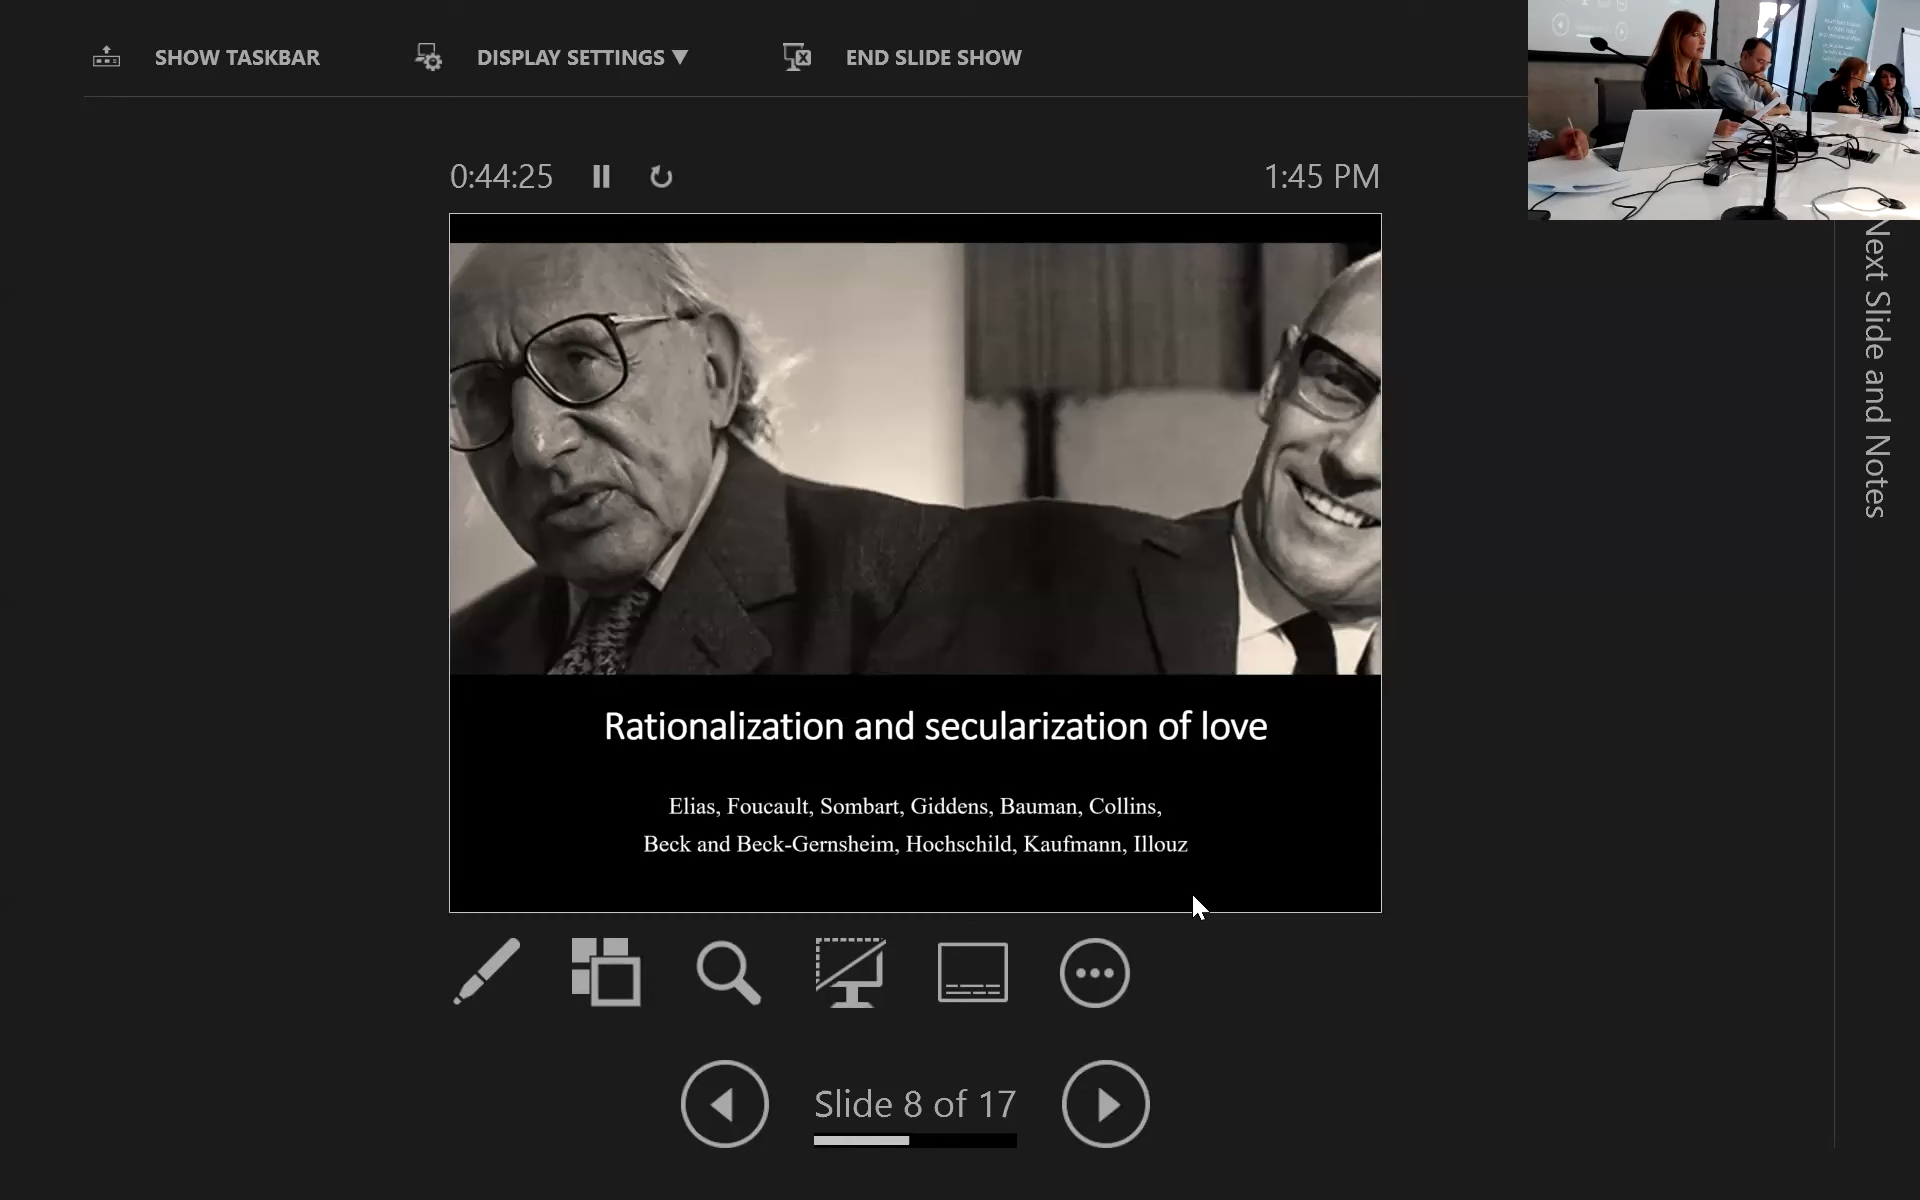 SHOW TASKBAR
DISPLAY SETTINGS ▼
END SLIDE SHOW
0:44:25
1:45 PM
Rationalization and secularization of love
Elias, Foucault, Sombart, Giddens, Bauman, Collins,
Beck and Beck-Gernsheim, Hochschild, Kaufmann, Illouz
Slide 8 of 17
Next Slide and Notes